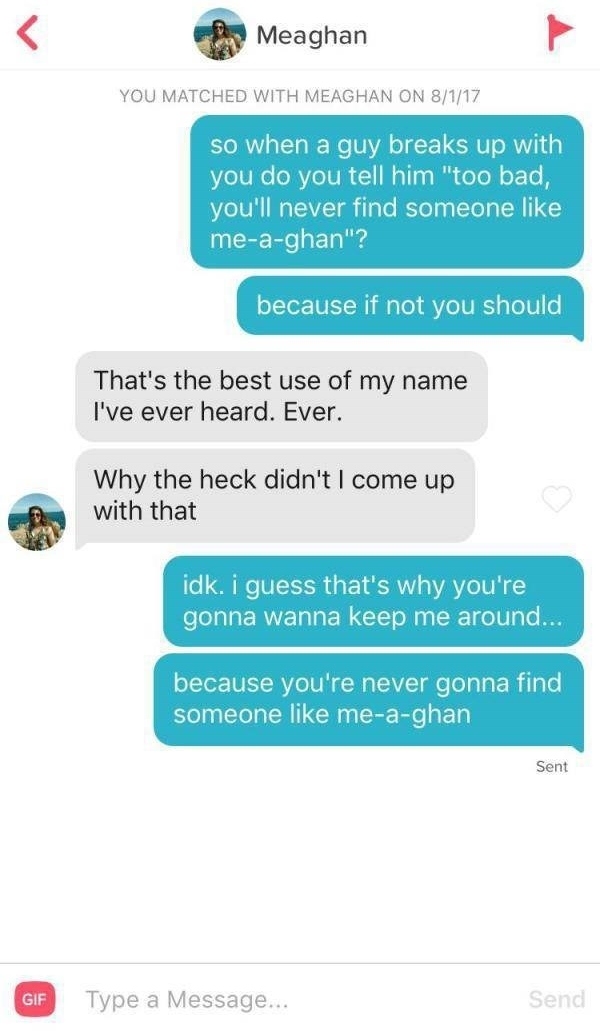 Meaghan
YOU MATCHED WITH MEAGHAN ON 8/1/17
so when a guy breaks up with
you do you tell him "too bad,
you'll never find someone like
me-a-ghan"?
because if not you should
That's the best use of my name
I've ever heard. Ever.
Why the heck didn't I come up
with that
idk. i guess that's why you're
gonna wanna keep me around...
because you're never gonna find
someone like me-a-ghan
Sent
GIF Type a Message... Send